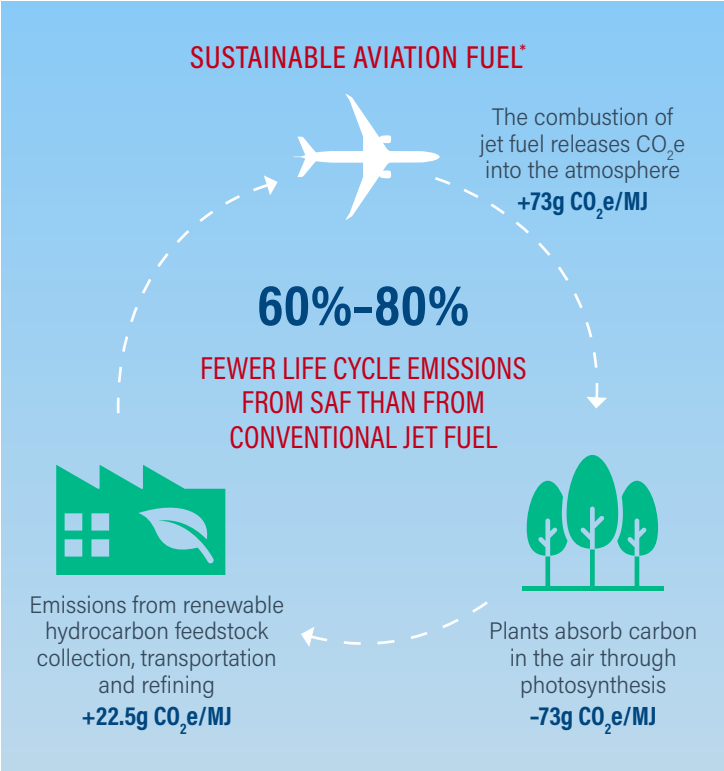 SUSTAINABLE AVIATION FUEL*
The combustion of
jet fuel releases CO₂e
into the atmosphere
+73g CO₂e/MJ
60%–80%
FEWER LIFE CYCLE EMISSIONS
FROM SAF THAN FROM
CONVENTIONAL JET FUEL
Emissions from renewable
hydrocarbon feedstock
collection, transportation
and refining
+22.5g CO₂e/MJ
Plants absorb carbon
in the air through
photosynthesis
–73g CO₂e/MJ